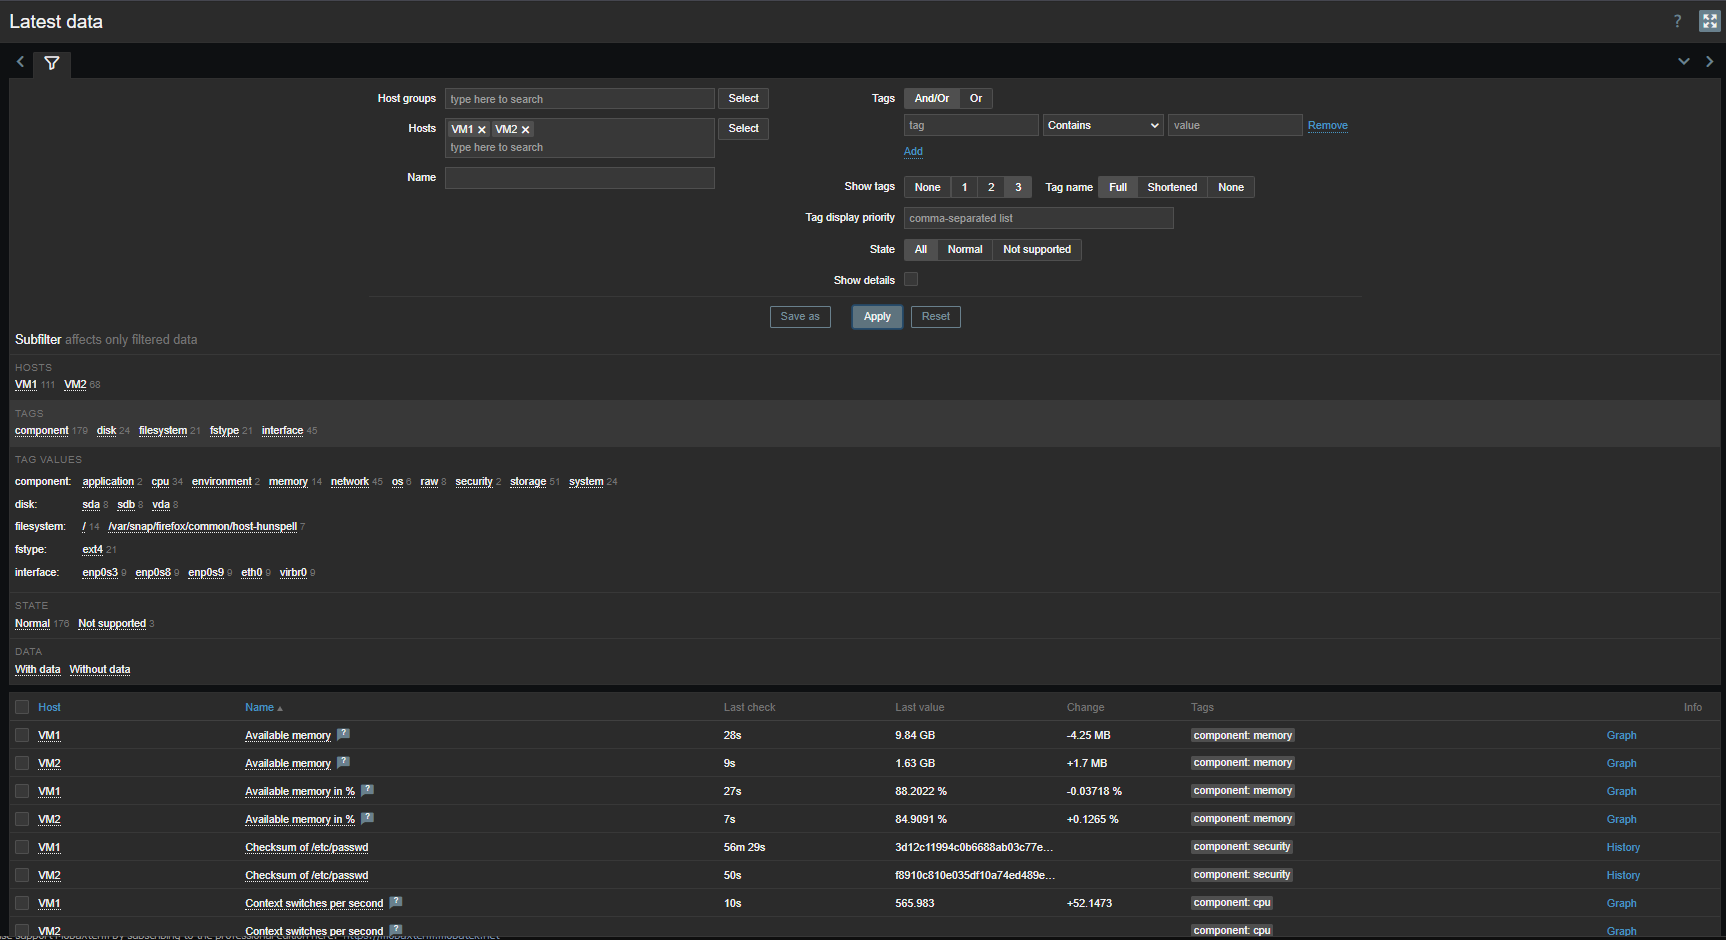 Latest data ?
Host groups type here to search Select Tags And/Or Or
Hosts VM1 VM2 Select tag Contains value Remove
type here to search
Add
Name
Show tags None 1 2 3 Tag name Full Shortened None
Tag display priority comma-separated list
State All Normal Not supported
Show details
Save as Apply Reset
Subfilter affects only filtered data
HOSTS
VM1 111 VM2 68
TAGS
component 179 disk 24 filesystem 21 fstype 21 interface 45
TAG VALUES
component: application 2 cpu 34 environment 2 memory 14 network 45 os 6 raw 8 security 2 storage 51 system 24
disk: sda 8 sdb 8 vda 8
filesystem: / 14 /var/snap/firefox/common/host-hunspell 7
fstype: ext4 21
interface: enp0s3 9 enp0s8 9 enp0s9 9 eth0 9 virbr0 9
STATE
Normal 176 Not supported 3
DATA
With data Without data
Host Name Last check Last value Change Tags Info
VM1 Available memory ? 28s 9.84 GB -4.25 MB component: memory Graph
VM2 Available memory ? 9s 1.63 GB +1.7 MB component: memory Graph
VM1 Available memory in % ? 27s 88.2022 % -0.03718 % component: memory Graph
VM2 Available memory in % ? 7s 84.9091 % +0.1265 % component: memory Graph
VM1 Checksum of /etc/passwd 56m 29s 3d12c11994c0b6688ab03c77e... component: security History
VM2 Checksum of /etc/passwd 50s f8910c810e035df10a74ed489e... component: security History
VM1 Context switches per second ? 10s 565.983 +52.1473 component: cpu Graph
VM2 Context switches per second ? component: cpu Graph